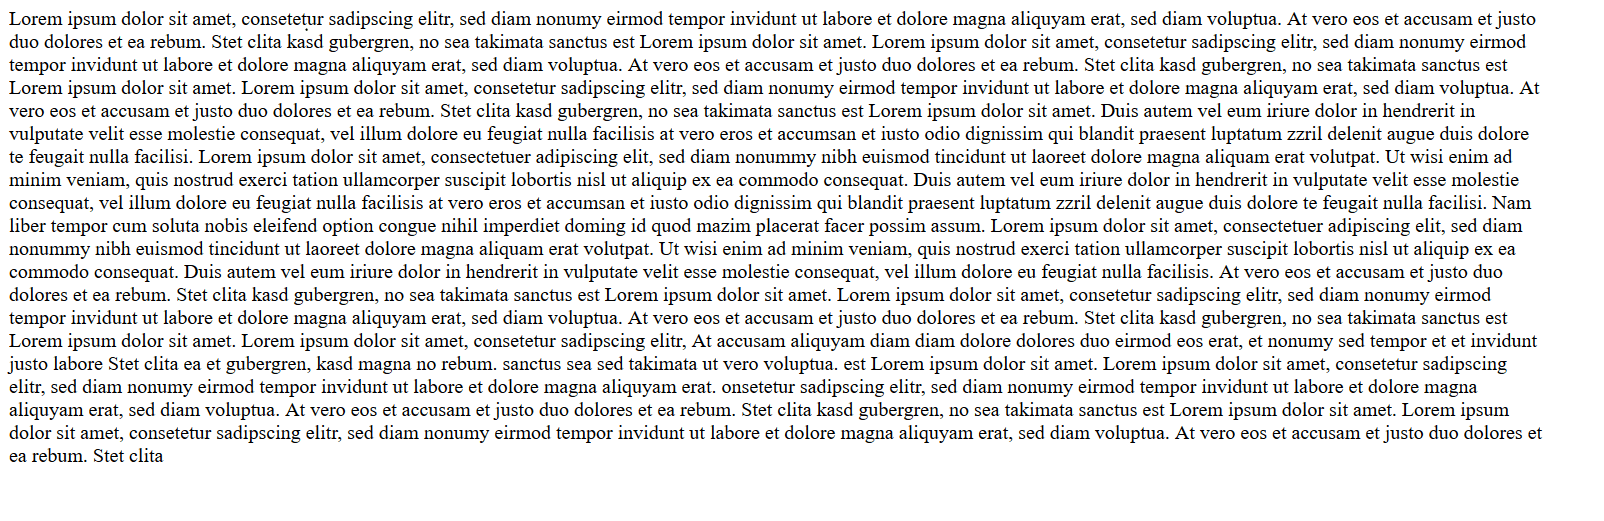 Lorem ipsum dolor sit amet, consetetur sadipscing elitr, sed diam nonumy eirmod tempor invidunt ut labore et dolore magna aliquyam erat, sed diam voluptua. At vero eos et accusam et justo
duo dolores et ea rebum. Stet clita kasd gubergren, no sea takimata sanctus est Lorem ipsum dolor sit amet. Lorem ipsum dolor sit amet, consetetur sadipscing elitr, sed diam nonumy eirmod
tempor invidunt ut labore et dolore magna aliquyam erat, sed diam voluptua. At vero eos et accusam et justo duo dolores et ea rebum. Stet clita kasd gubergren, no sea takimata sanctus est
Lorem ipsum dolor sit amet. Lorem ipsum dolor sit amet, consetetur sadipscing elitr, sed diam nonumy eirmod tempor invidunt ut labore et dolore magna aliquyam erat, sed diam voluptua. At
vero eos et accusam et justo duo dolores et ea rebum. Stet clita kasd gubergren, no sea takimata sanctus est Lorem ipsum dolor sit amet. Duis autem vel eum iriure dolor in hendrerit in
vulputate velit esse molestie consequat, vel illum dolore eu feugiat nulla facilisis at vero eros et accumsan et iusto odio dignissim qui blandit praesent luptatum zzril delenit augue duis dolore
te feugait nulla facilisi. Lorem ipsum dolor sit amet, consectetuer adipiscing elit, sed diam nonummy nibh euismod tincidunt ut laoreet dolore magna aliquam erat volutpat. Ut wisi enim ad
minim veniam, quis nostrud exerci tation ullamcorper suscipit lobortis nisl ut aliquip ex ea commodo consequat. Duis autem vel eum iriure dolor in hendrerit in vulputate velit esse molestie
consequat, vel illum dolore eu feugiat nulla facilisis at vero eros et accumsan et iusto odio dignissim qui blandit praesent luptatum zzril delenit augue duis dolore te feugait nulla facilisi. Nam
liber tempor cum soluta nobis eleifend option congue nihil imperdiet doming id quod mazim placerat facer possim assum. Lorem ipsum dolor sit amet, consectetuer adipiscing elit, sed diam
nonummy nibh euismod tincidunt ut laoreet dolore magna aliquam erat volutpat. Ut wisi enim ad minim veniam, quis nostrud exerci tation ullamcorper suscipit lobortis nisl ut aliquip ex ea
commodo consequat. Duis autem vel eum iriure dolor in hendrerit in vulputate velit esse molestie consequat, vel illum dolore eu feugiat nulla facilisis. At vero eos et accusam et justo duo
dolores et ea rebum. Stet clita kasd gubergren, no sea takimata sanctus est Lorem ipsum dolor sit amet. Lorem ipsum dolor sit amet, consetetur sadipscing elitr, sed diam nonumy eirmod
tempor invidunt ut labore et dolore magna aliquyam erat, sed diam voluptua. At vero eos et accusam et justo duo dolores et ea rebum. Stet clita kasd gubergren, no sea takimata sanctus est
Lorem ipsum dolor sit amet. Lorem ipsum dolor sit amet, consetetur sadipscing elitr, At accusam aliquyam diam diam dolore dolores duo eirmod eos erat, et nonumy sed tempor et et invidunt
justo labore Stet clita ea et gubergren, kasd magna no rebum. sanctus sea sed takimata ut vero voluptua. est Lorem ipsum dolor sit amet. Lorem ipsum dolor sit amet, consetetur sadipscing
elitr, sed diam nonumy eirmod tempor invidunt ut labore et dolore magna aliquyam erat. onsetetur sadipscing elitr, sed diam nonumy eirmod tempor invidunt ut labore et dolore magna
aliquyam erat, sed diam voluptua. At vero eos et accusam et justo duo dolores et ea rebum. Stet clita kasd gubergren, no sea takimata sanctus est Lorem ipsum dolor sit amet. Lorem ipsum
dolor sit amet, consetetur sadipscing elitr, sed diam nonumy eirmod tempor invidunt ut labore et dolore magna aliquyam erat, sed diam voluptua. At vero eos et accusam et justo duo dolores et
ea rebum. Stet clita